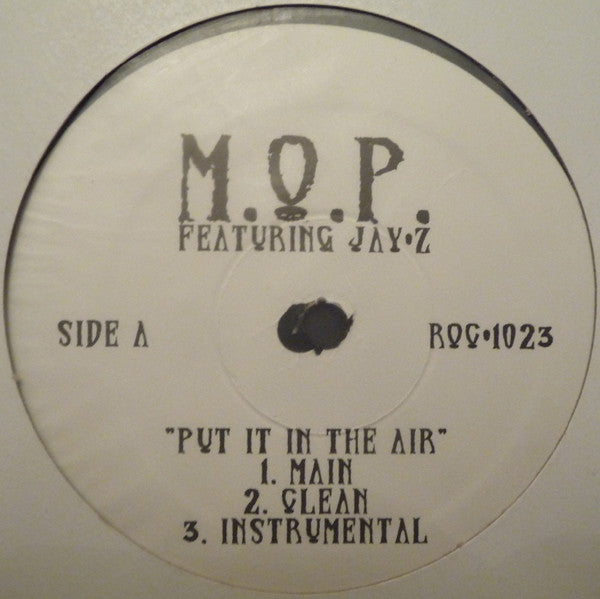 M.O.P.
FEATURING JAY•Z
SIDE A
ROC•1023
"PUT IT IN THE AIR"
1. MAIN
2. CLEAN
3. INSTRUMENTAL